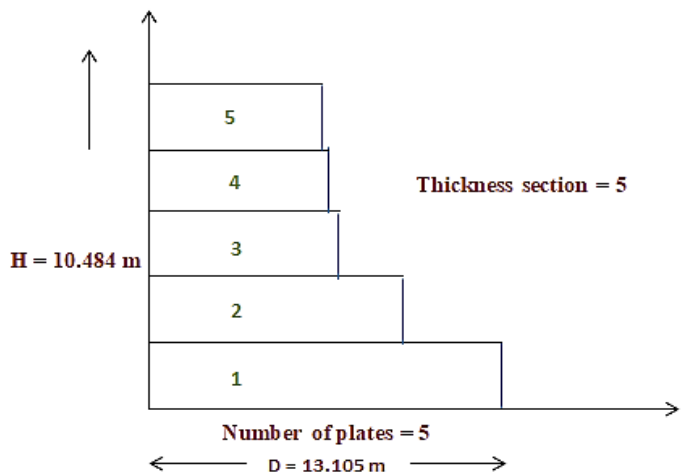 5
4
Thickness section = 5
3
H = 10.484 m
2
1
Number of plates = 5
D = 13.105 m